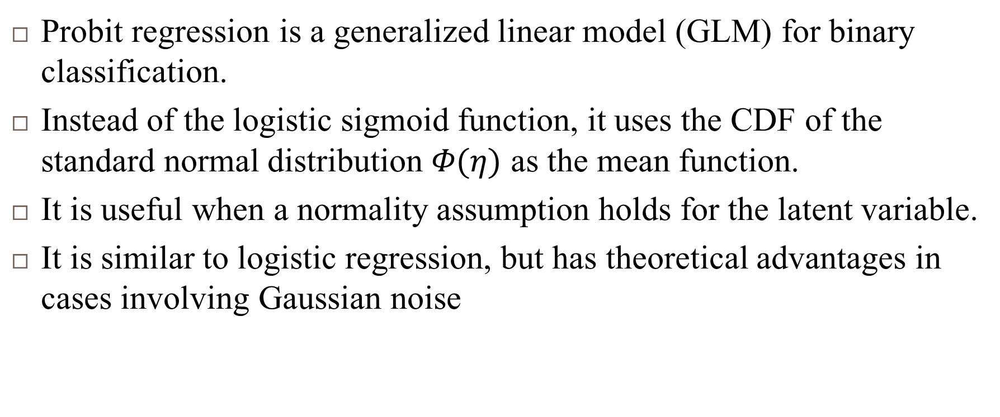 □ Probit regression is a generalized linear model (GLM) for binary
classification.
□ Instead of the logistic sigmoid function, it uses the CDF of the
standard normal distribution 𝛷(𝜂) as the mean function.
□ It is useful when a normality assumption holds for the latent variable.
□ It is similar to logistic regression, but has theoretical advantages in
cases involving Gaussian noise